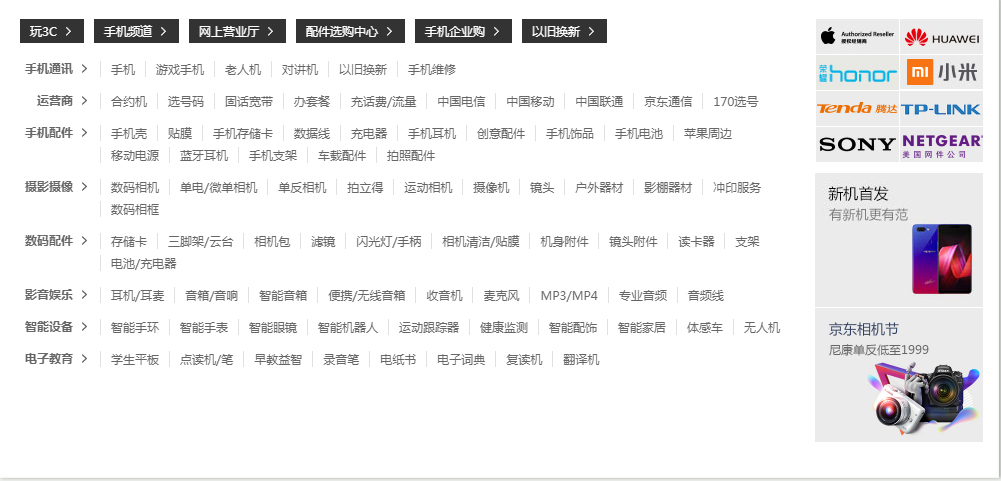 玩3C > 手机频道 > 网上营业厅 > 配件选购中心 > 手机企业购 > 以旧换新 >
手机通讯 > 手机 游戏手机 老人机 对讲机 以旧换新 手机维修
运营商 > 合约机 选号码 固话宽带 办套餐 充话费/流量 中国电信 中国移动 中国联通 京东通信 170选号
手机配件 > 手机壳 贴膜 手机存储卡 数据线 充电器 手机耳机 创意配件 手机饰品 手机电池 苹果周边
移动电源 蓝牙耳机 手机支架 车载配件 拍照配件
摄影摄像 > 数码相机 单电/微单相机 单反相机 拍立得 运动相机 摄像机 镜头 户外器材 影棚器材 冲印服务
数码相框
数码配件 > 存储卡 三脚架/云台 相机包 滤镜 闪光灯/手柄 相机清洁/贴膜 机身附件 镜头附件 读卡器 支架
电池/充电器
影音娱乐 > 耳机/耳麦 音箱/音响 智能音箱 便携/无线音箱 收音机 麦克风 MP3/MP4 专业音频 音频线
智能设备 > 智能手环 智能手表 智能眼镜 智能机器人 运动跟踪器 健康监测 智能配饰 智能家居 体感车 无人机
电子教育 > 学生平板 点读机/笔 早教益智 录音笔 电纸书 电子词典 复读机 翻译机
Authorized Reseller
授权经销商
HUAWEI
荣耀 honor
小米
Tenda 腾达
TP-LINK
SONY
NETGEAR
美国网件公司
新机首发
有新机更有范
京东相机节
尼康单反低至1999